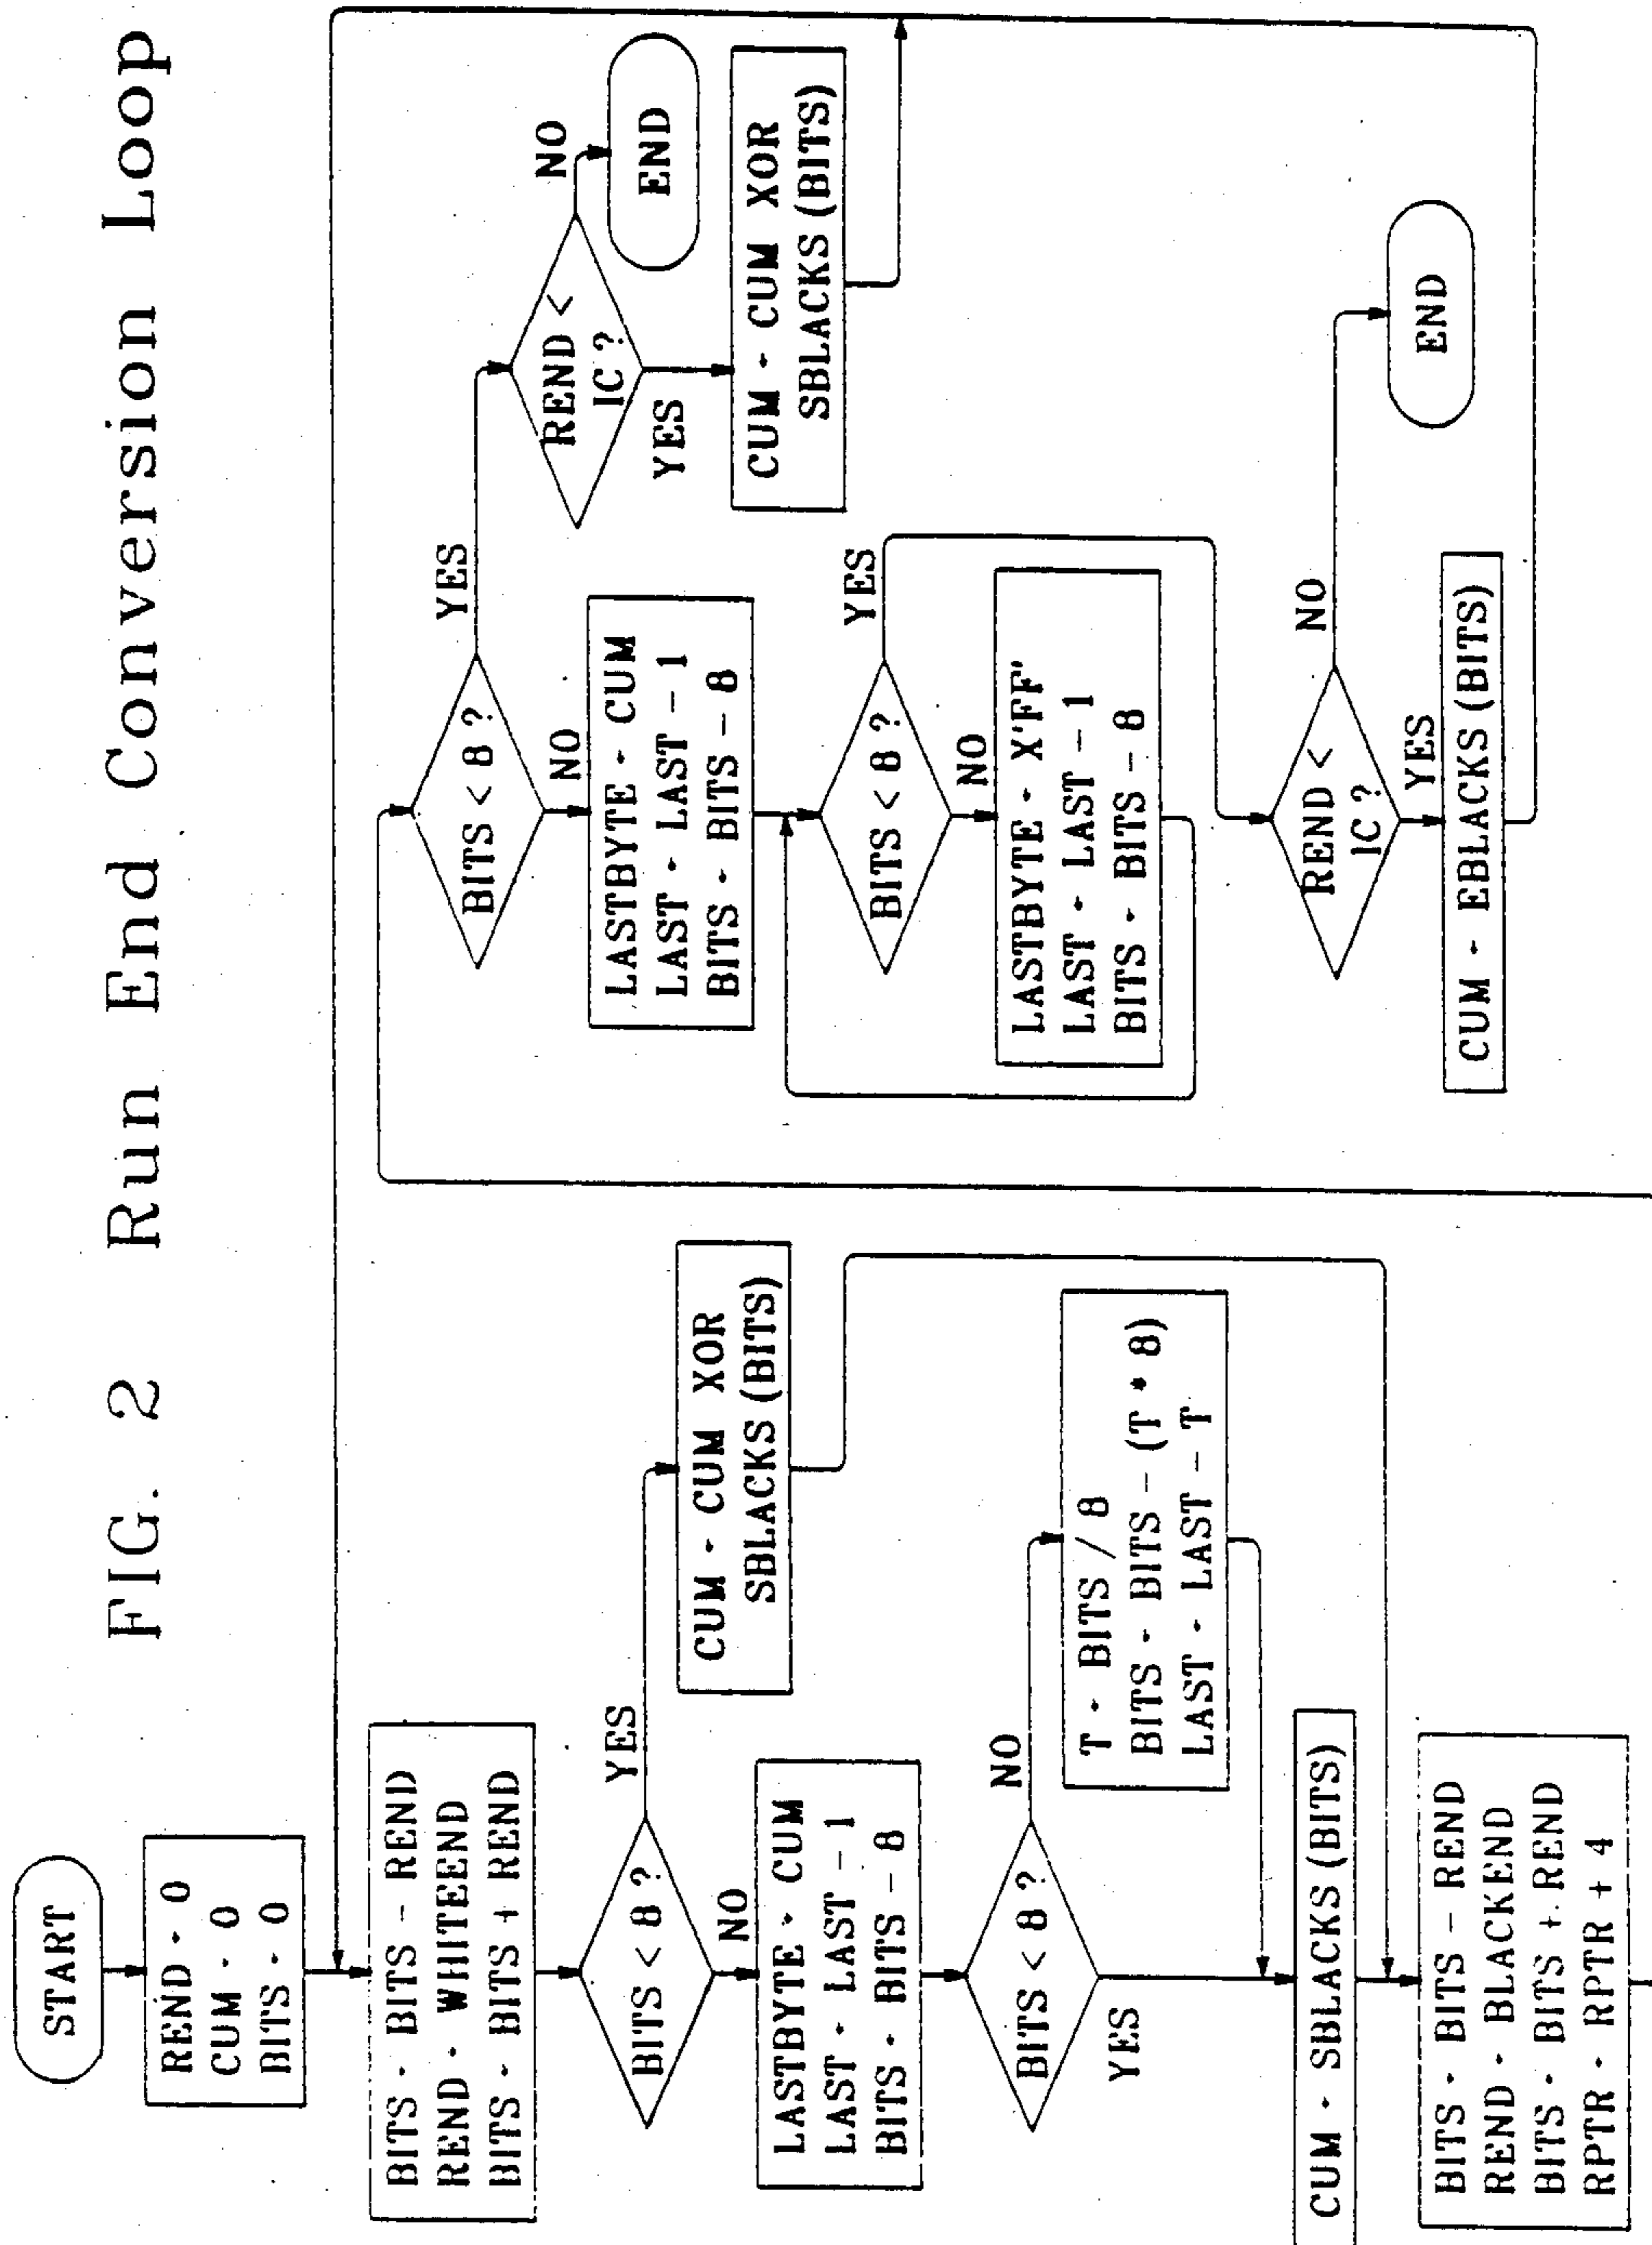 FIG. 2 Run End Conversion Loop
START
REND - 0
CUM - 0
BITS - 0
BITS - BITS - REND
REND - WHITEEND
BITS - BITS + REND
BITS < 8 ?
YES
CUM - CUM XOR
SBLACKS (BITS)
NO
LASTBYTE - CUM
LAST - LAST - 1
BITS - BITS - 8
BITS < 8 ?
NO
T - BITS / 8
BITS - BITS - (T * 8)
LAST - LAST - T
YES
CUM - SBLACKS (BITS)
BITS - BITS - REND
REND - BLACKEND
BITS - BITS + REND
RPTR - RPTR + 4
BITS < 8 ?
YES
REND <
IC ?
NO
END
YES
CUM - CUM XOR
SBLACKS (BITS)
NO
LASTBYTE - CUM
LAST - LAST - 1
BITS - BITS - 8
BITS < 8 ?
YES
NO
LASTBYTE - X'FF'
LAST - LAST - 1
BITS - BITS - 8
REND <
IC ?
NO
END
YES
CUM - EBLACKS (BITS)